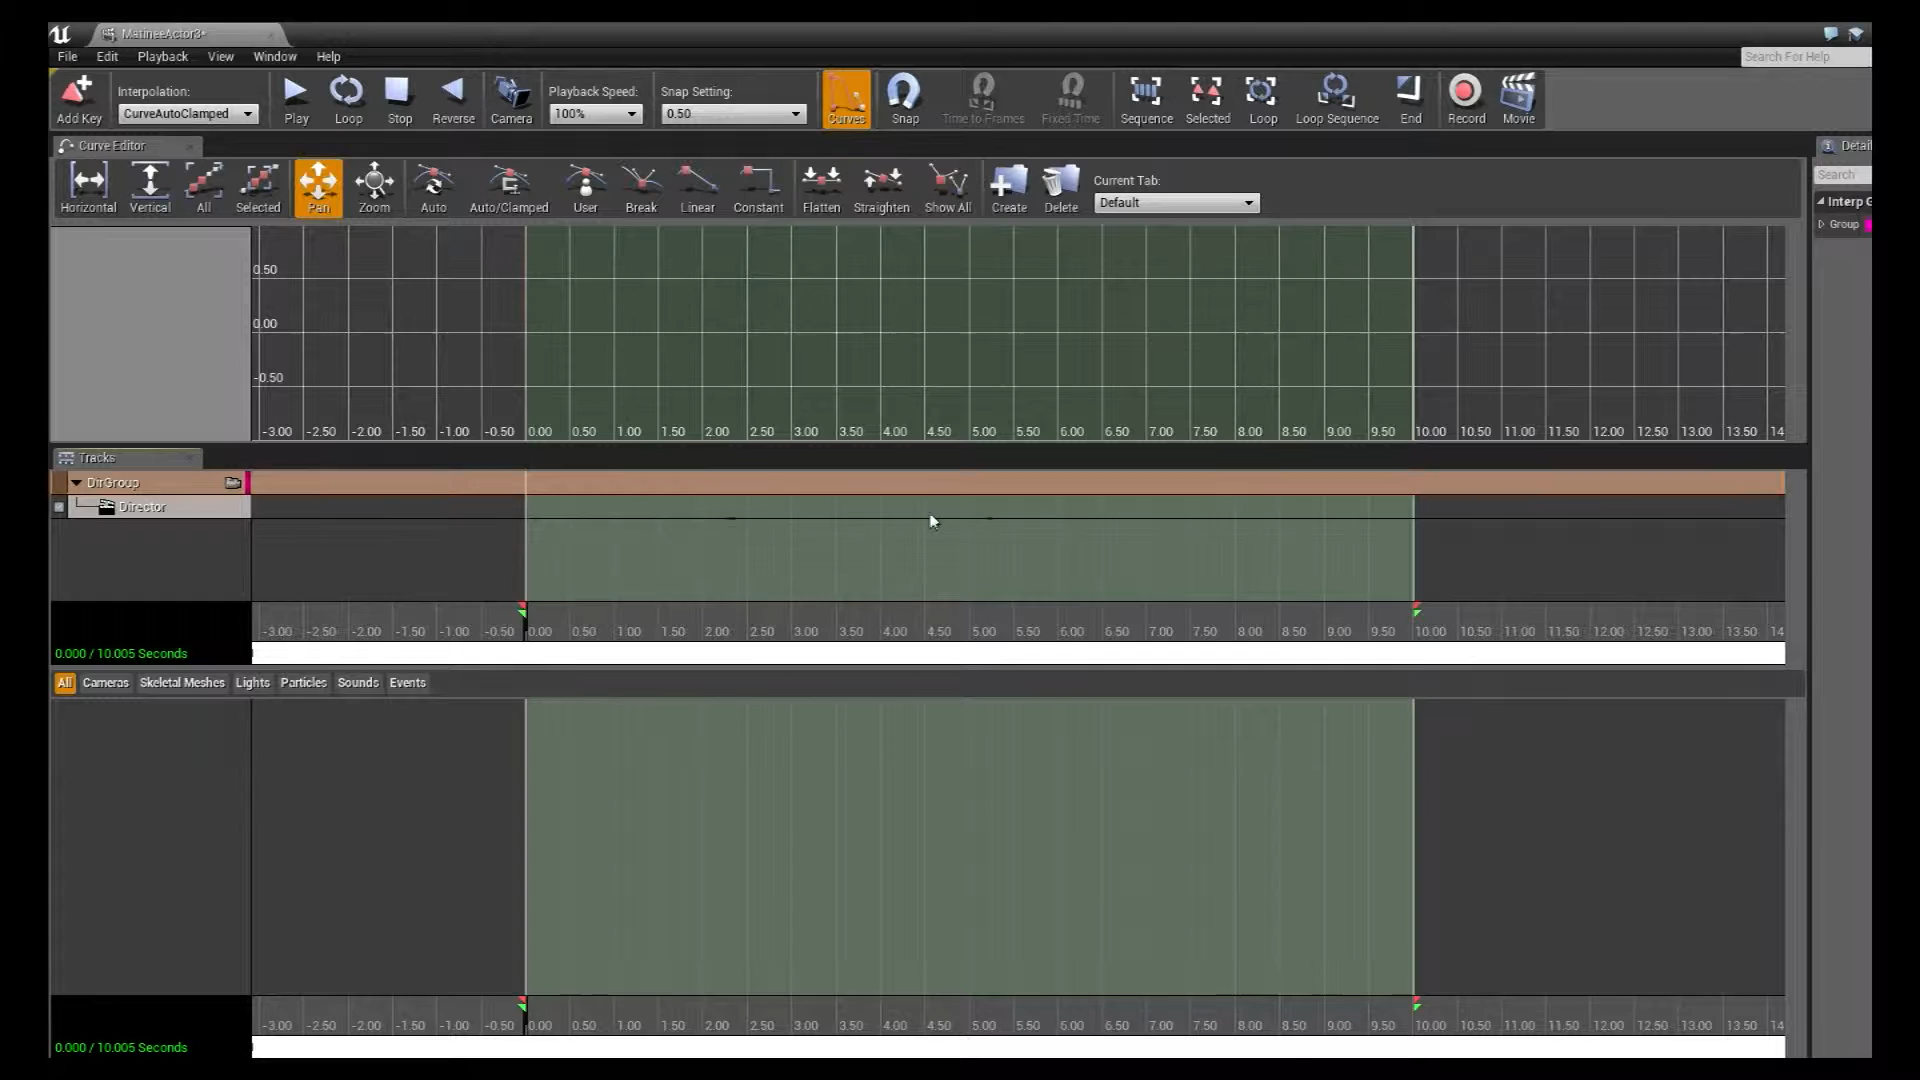 MatineeActor3*
File Edit Playback View Window Help
Search For Help
Add Key
Interpolation:
CurveAutoClamped
Play Loop Stop Reverse Camera
Playback Speed:
100%
Snap Setting:
0.50
Curves Snap Time to Frames Fixed Time Sequence Selected Loop Loop Sequence End Record Movie
Curve Editor
Detail
Horizontal Vertical All Selected Pan Zoom Auto Auto/Clamped User Break Linear Constant Flatten Straighten Show All Create Delete
Current Tab:
Default
Search
Interp G
Group
0.50
0.00
-0.50
-3.00 -2.50 -2.00 -1.50 -1.00 -0.50 0.00 0.50 1.00 1.50 2.00 2.50 3.00 3.50 4.00 4.50 5.00 5.50 6.00 6.50 7.00 7.50 8.00 8.50 9.00 9.50 10.00 10.50 11.00 11.50 12.00 12.50 13.00 13.50 14
Tracks
DirGroup
Director
-3.00 -2.50 -2.00 -1.50 -1.00 -0.50 0.00 0.50 1.00 1.50 2.00 2.50 3.00 3.50 4.00 4.50 5.00 5.50 6.00 6.50 7.00 7.50 8.00 8.50 9.00 9.50 10.00 10.50 11.00 11.50 12.00 12.50 13.00 13.50 14
0.000 / 10.005 Seconds
All Cameras Skeletal Meshes Lights Particles Sounds Events
-3.00 -2.50 -2.00 -1.50 -1.00 -0.50 0.00 0.50 1.00 1.50 2.00 2.50 3.00 3.50 4.00 4.50 5.00 5.50 6.00 6.50 7.00 7.50 8.00 8.50 9.00 9.50 10.00 10.50 11.00 11.50 12.00 12.50 13.00 13.50 14
0.000 / 10.005 Seconds